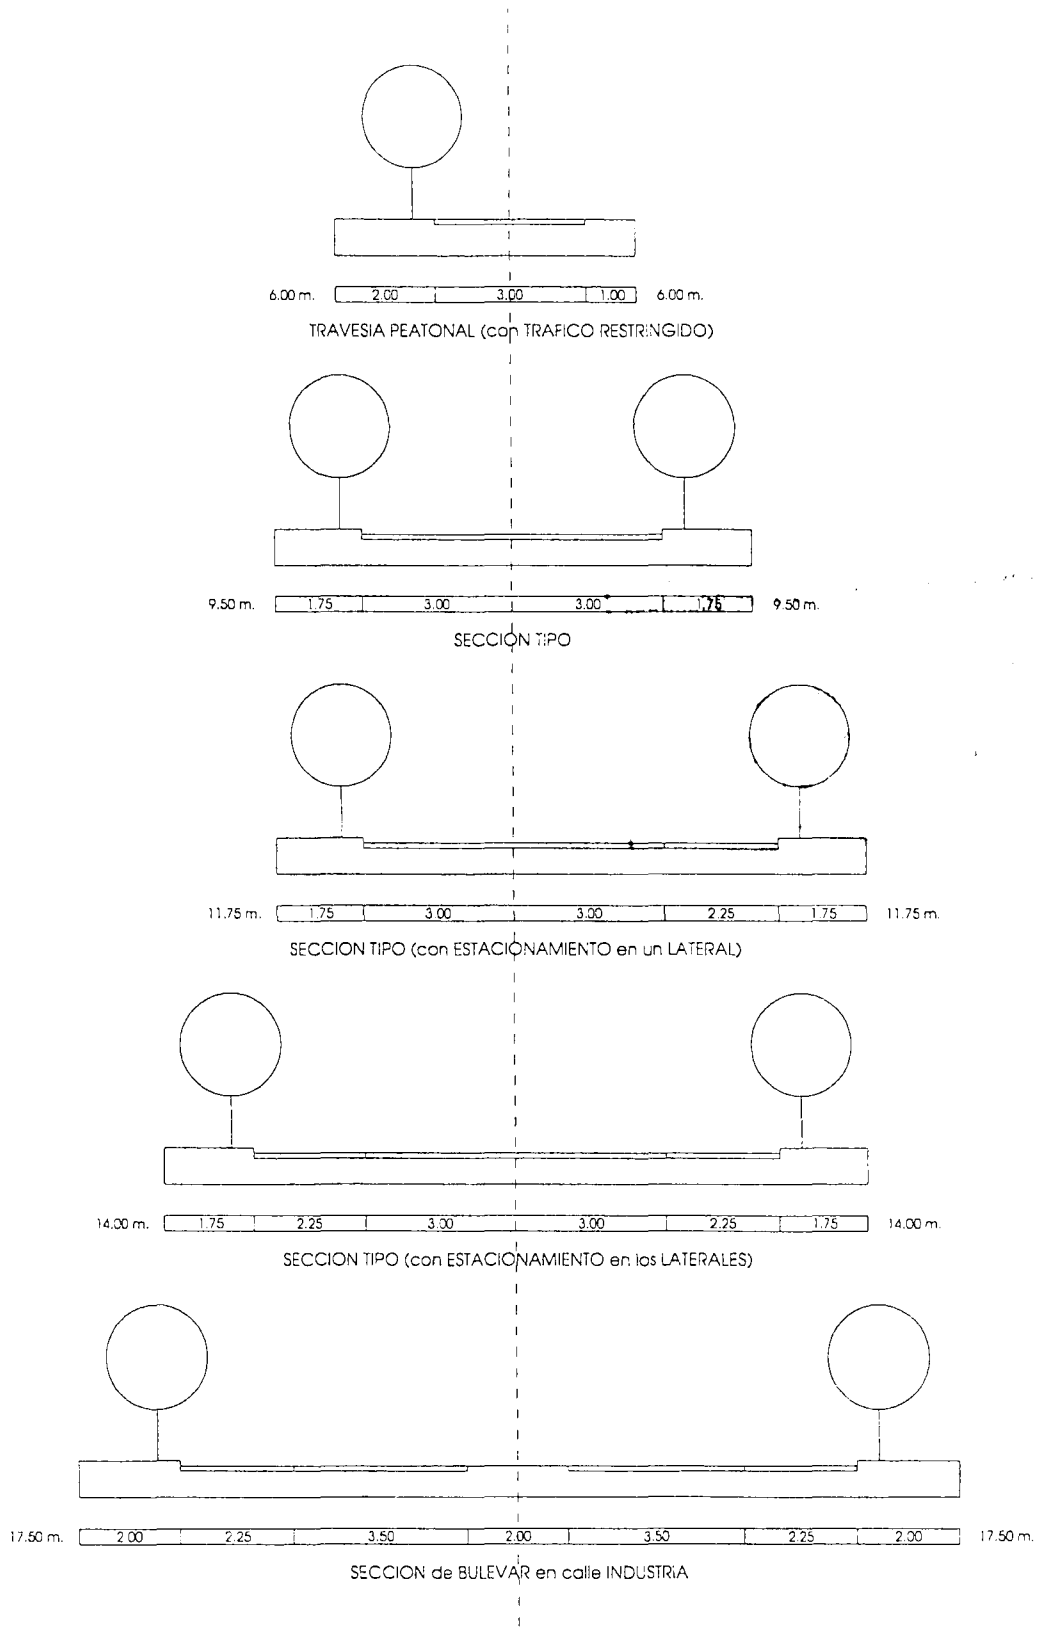 6.00 m. 2.00 3.00 1.00 6.00 m.
TRAVESIA PEATONAL (con TRAFICO RESTRINGIDO)
9.50 m. 1.75 3.00 3.00 1.75 9.50 m.
SECCION TIPO
11.75 m. 1.75 3.00 3.00 2.25 1.75 11.75 m.
SECCION TIPO (con ESTACIONAMIENTO en un LATERAL)
14.00 m. 1.75 2.25 3.00 3.00 2.25 1.75 14.00 m.
SECCION TIPO (con ESTACIONAMIENTO en los LATERALES)
17.50 m. 2.00 2.25 3.50 2.00 3.50 2.25 2.00 17.50 m.
SECCION de BULEVAR en calle INDUSTRIA